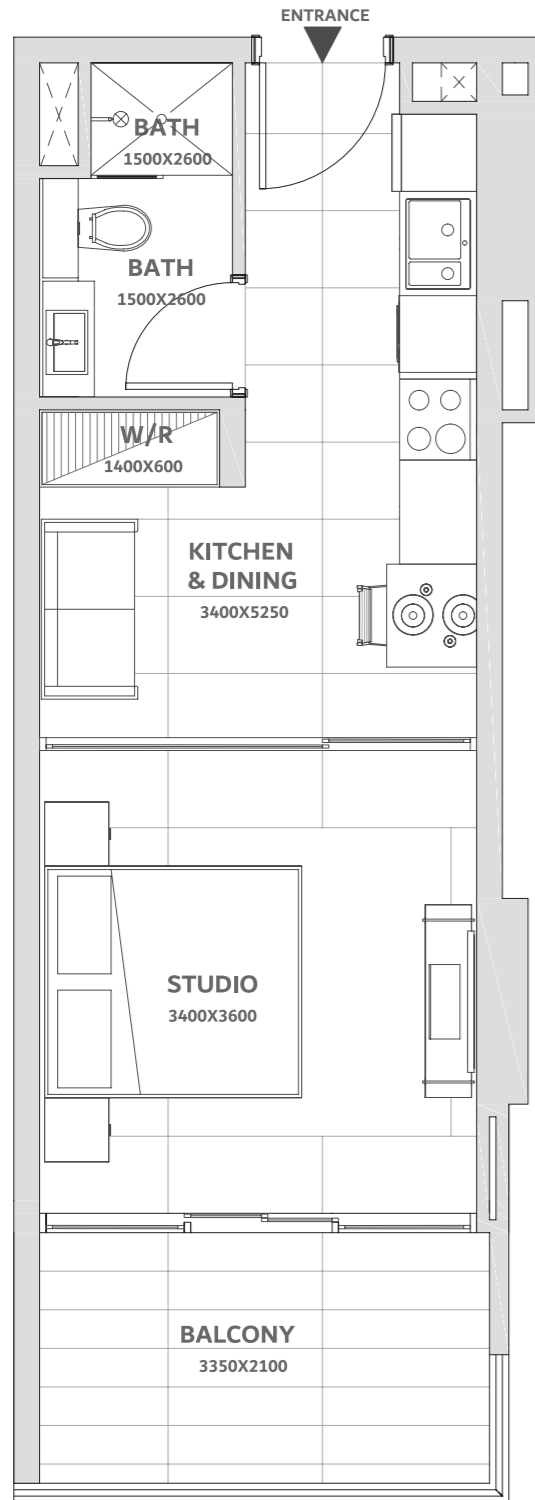 ENTRANCE
BATH
1500X2600
BATH
1500X2600
W/R
1400X600
KITCHEN
& DINING
3400X5250
STUDIO
3400X3600
BALCONY
3350X2100